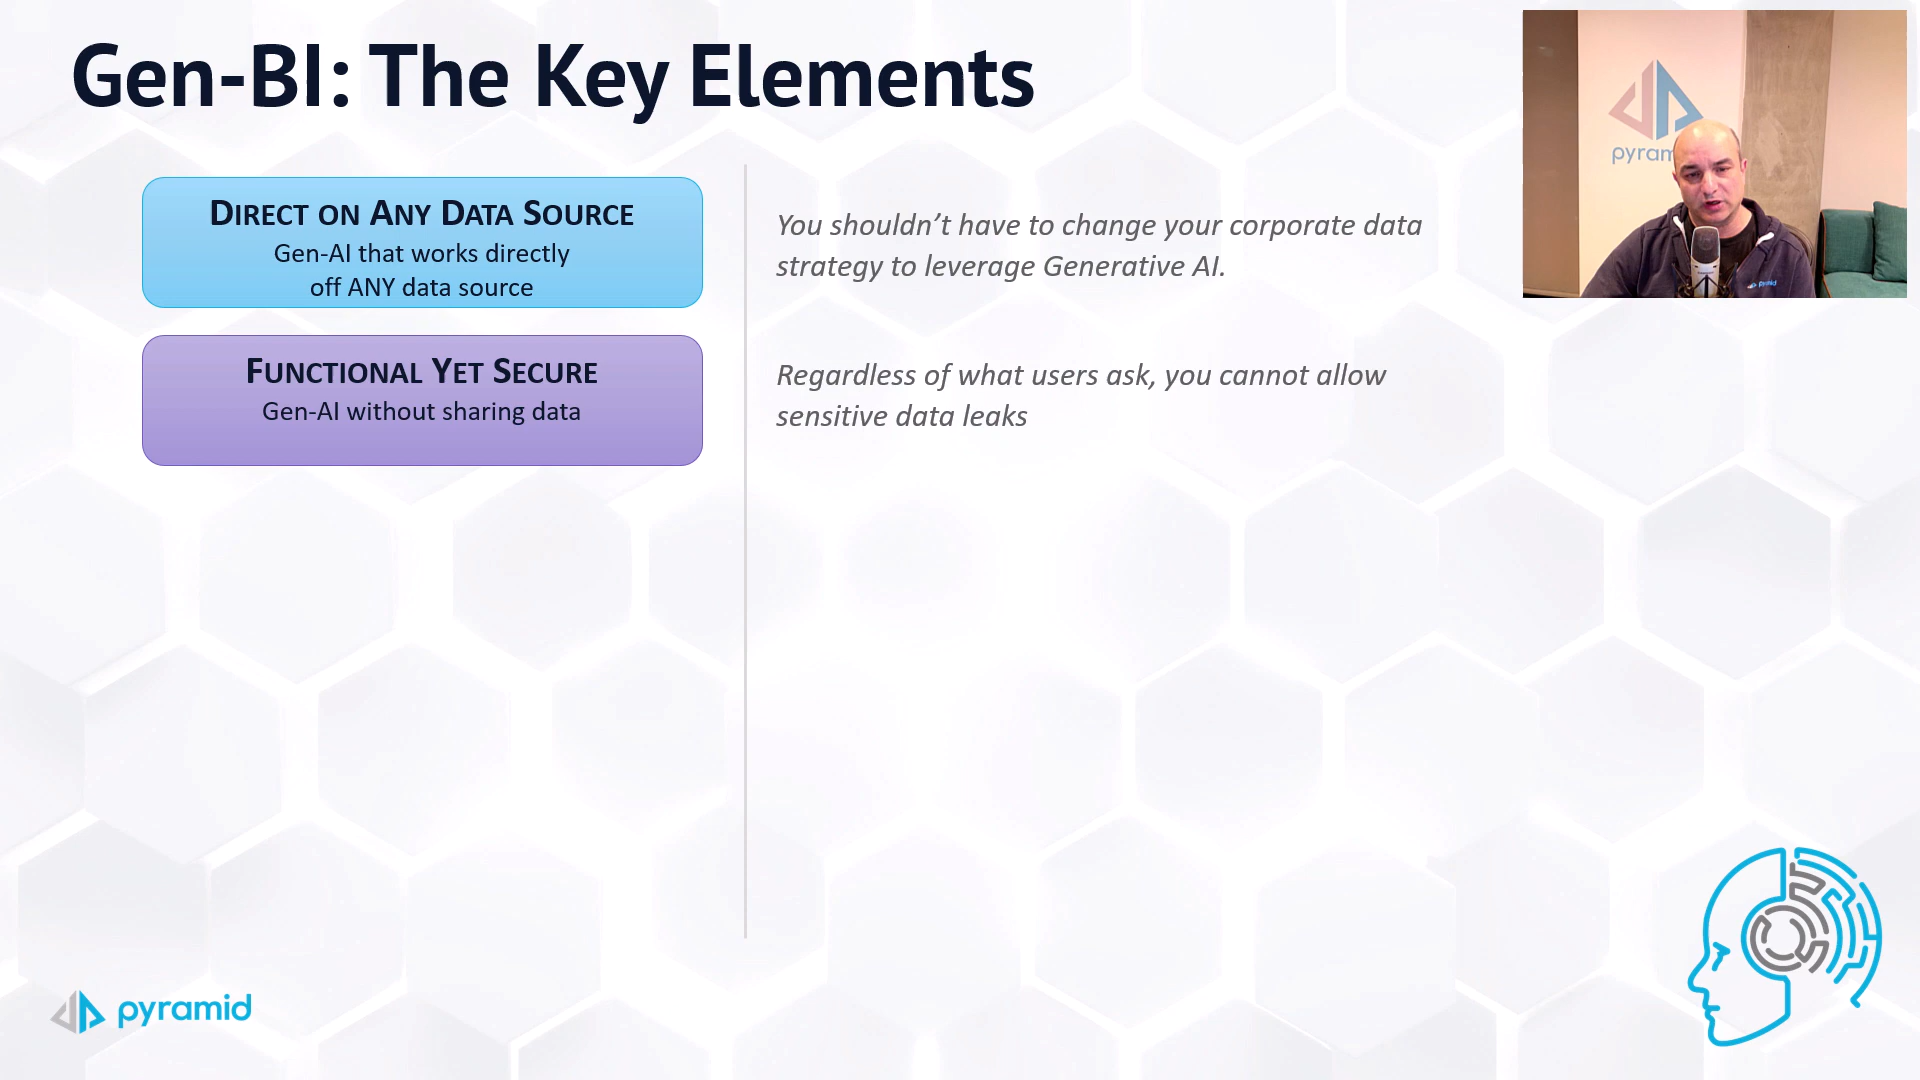 Gen-BI: The Key Elements
DIRECT ON ANY DATA SOURCE
Gen-AI that works directly
off ANY data source
You shouldn’t have to change your corporate data
strategy to leverage Generative AI.
FUNCTIONAL YET SECURE
Gen-AI without sharing data
Regardless of what users ask, you cannot allow
sensitive data leaks
pyramid